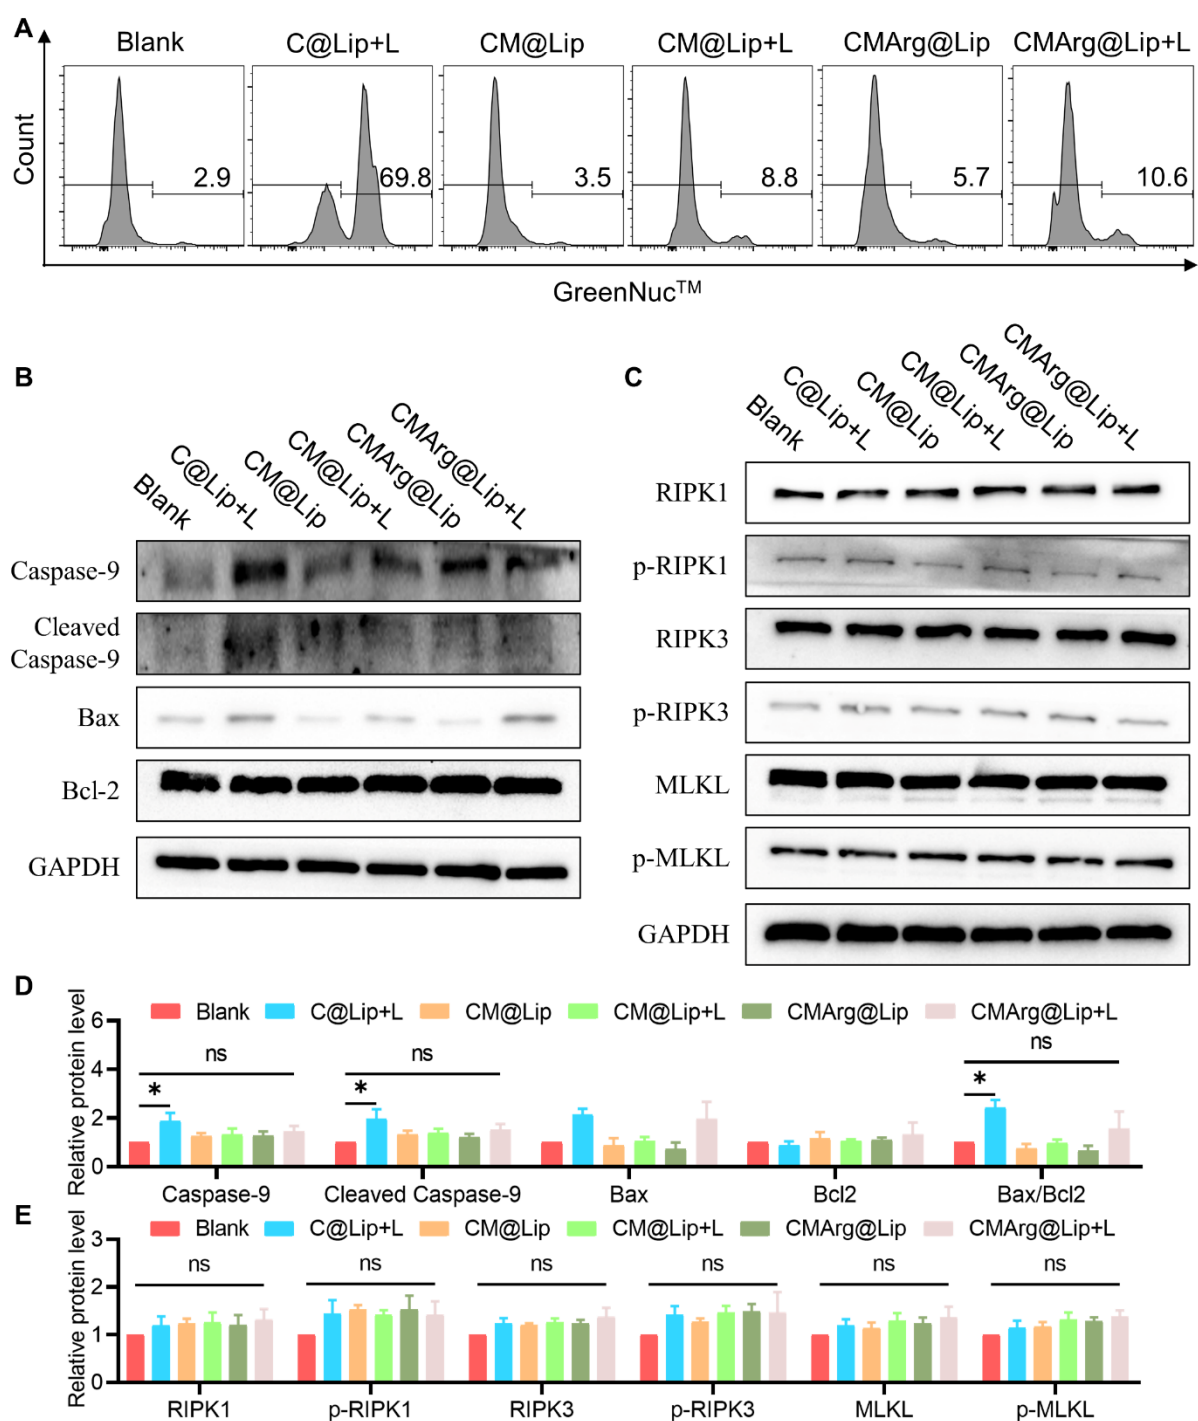 A
Blank C@Lip+L CM@Lip CM@Lip+L CMArg@Lip CMArg@Lip+L
Count
2.9 69.8 3.5 8.8 5.7 10.6
GreenNuc™
B
Blank C@Lip+L CM@Lip CM@Lip+L CMArg@Lip CMArg@Lip+L
Caspase-9
Cleaved
Caspase-9
Bax
Bcl-2
GAPDH
C
Blank C@Lip+L CM@Lip CM@Lip+L CMArg@Lip CMArg@Lip+L
RIPK1
p-RIPK1
RIPK3
p-RIPK3
MLKL
p-MLKL
GAPDH
D
Relative protein level
Blank C@Lip+L CM@Lip CM@Lip+L CMArg@Lip CMArg@Lip+L
6
4
2
0
ns ns ns
* * *
Caspase-9 Cleaved Caspase-9 Bax Bcl2 Bax/Bcl2
E
Relative protein level
Blank C@Lip+L CM@Lip CM@Lip+L CMArg@Lip CMArg@Lip+L
3
2
1
0
ns ns ns ns ns ns
RIPK1 p-RIPK1 RIPK3 p-RIPK3 MLKL p-MLKL